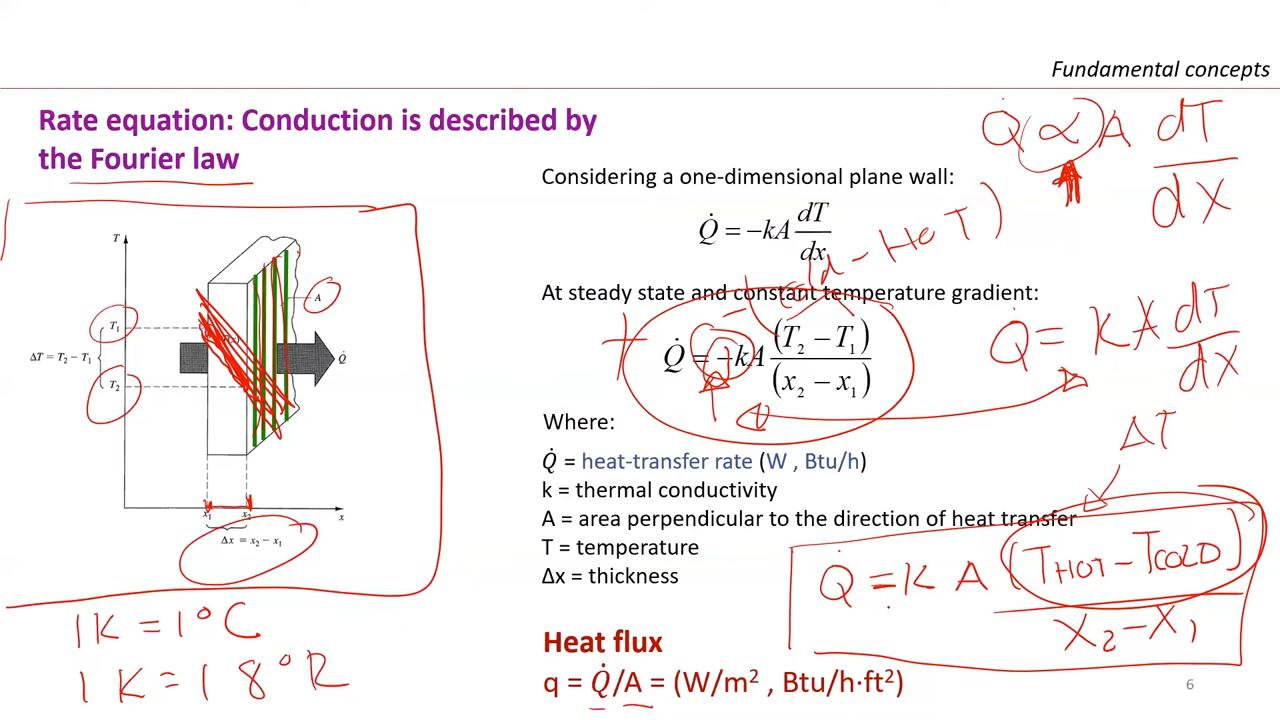 Fundamental concepts
Rate equation: Conduction is described by
the Fourier law
Q̇ ∝ A dT/dX
Considering a one-dimensional plane wall:
Q̇ = −kA dT/dx
cold - HOT)
At steady state and constant temperature gradient:
Q̇ = −kA (T₂ − T₁)/(x₂ − x₁)
+
Q̇ = K A dT/dX
T
A
T₁
ΔT = T₂ − T₁
T₂
Q̇
x₁ x₂ x
Δx = x₂ − x₁
Where:
Q̇ = heat-transfer rate (W , Btu/h)
k = thermal conductivity
A = area perpendicular to the direction of heat transfer
T = temperature
Δx = thickness
ΔT
Q̇ = K A (THOT - TCOLD)/X₂ - X₁
1K = 1°C
1K = 1 8°R
Heat flux
q = Q̇/A = (W/m² , Btu/h·ft²)
6